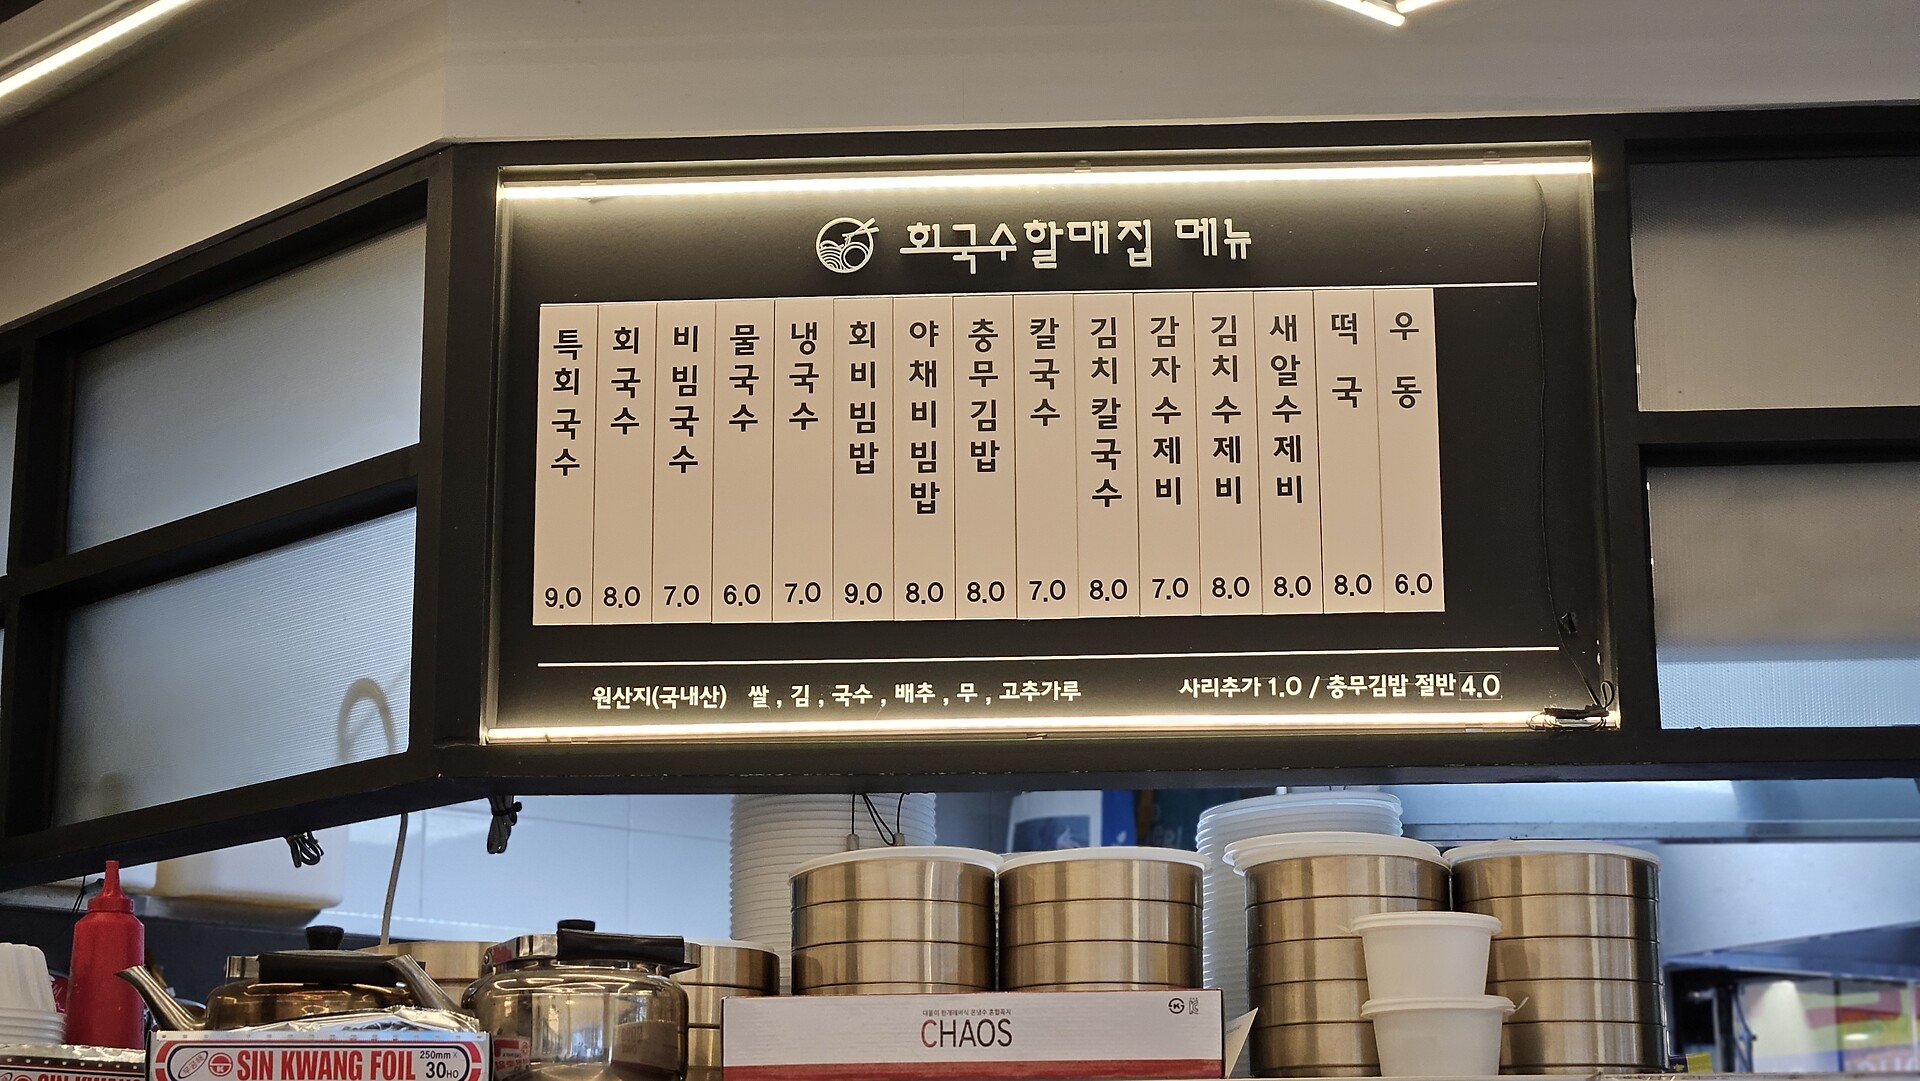 회국수할매집 메뉴
특회국수 9.0
회국수 8.0
비빔국수 7.0
물국수 6.0
냉국수 7.0
회비빔밥 9.0
야채비빔밥 8.0
충무김밥 8.0
칼국수 7.0
김치칼국수 8.0
감자수제비 7.0
김치수제비 8.0
새알수제비 8.0
떡국 8.0
우동 6.0
원산지(국내산) 쌀 , 김 , 국수 , 배추 , 무 , 고추가루
사리추가 1.0 / 충무김밥 절반 4.0
CHAOS
SIN KWANG FOIL
250mm X
30HO